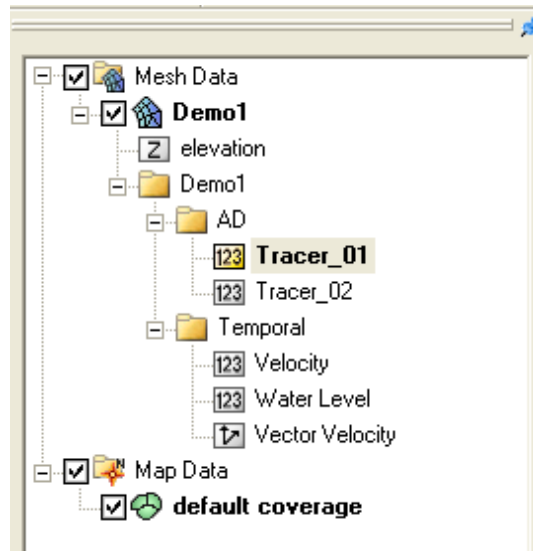 Mesh Data
Demo1
Z elevation
Demo1
AD
123 Tracer_01
123 Tracer_02
Temporal
123 Velocity
123 Water Level
Vector Velocity
N
Map Data
default coverage